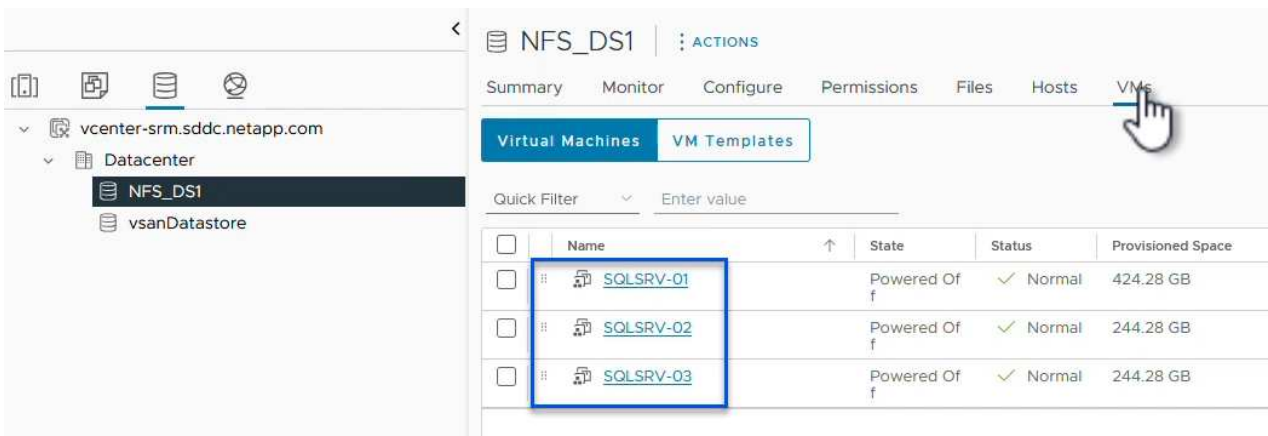 NFS_DS1 ACTIONS
Summary Monitor Configure Permissions Files Hosts VMs
vcenter-srm.sddc.netapp.com
Datacenter
NFS_DS1
vsanDatastore
Virtual Machines VM Templates
Quick Filter Enter value
Name State Status Provisioned Space
SQLSRV-01 Powered Of Normal 424.28 GB
f
SQLSRV-02 Powered Of Normal 244.28 GB
f
SQLSRV-03 Powered Of Normal 244.28 GB
f